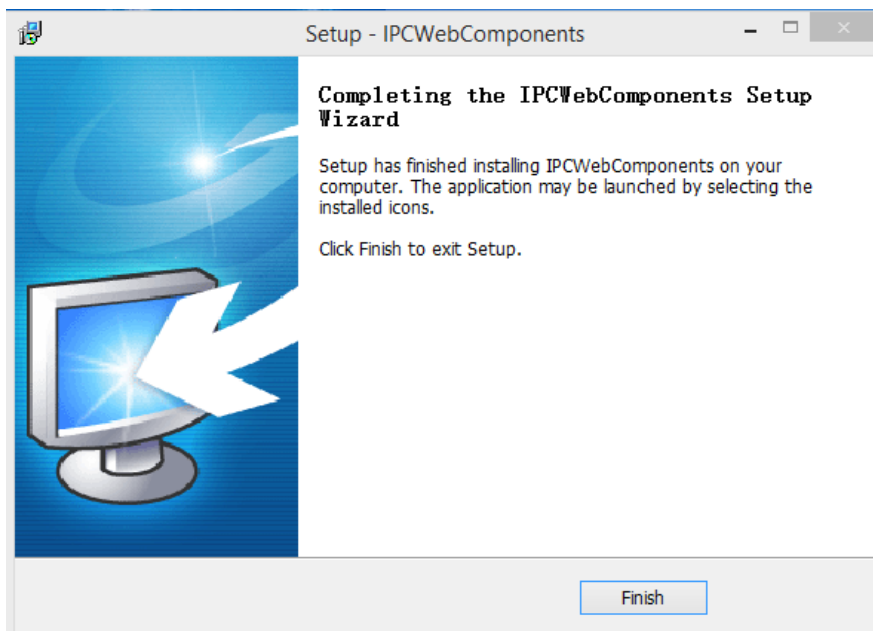 Setup - IPCWebComponents
Completing the IPCWebComponents Setup
Wizard
Setup has finished installing IPCWebComponents on your
computer. The application may be launched by selecting the
installed icons.
Click Finish to exit Setup.
Finish